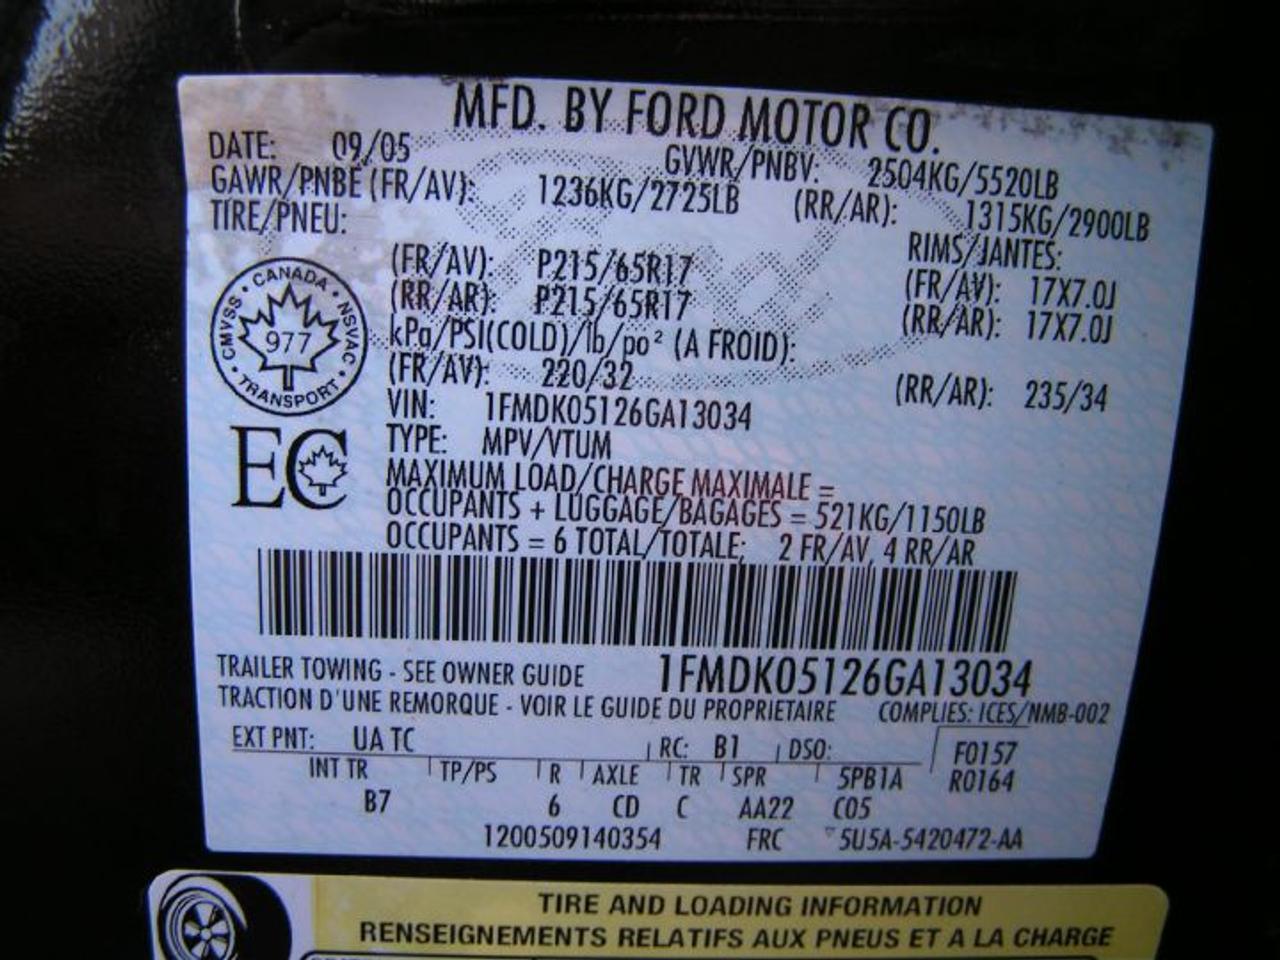 MFD. BY FORD MOTOR CO.
DATE: 09/05 GVWR/PNBV: 2504KG/5520LB
GAWR/PNBE (FR/AV): 1236KG/2725LB (RR/AR): 1315KG/2900LB
TIRE/PNEU: RIMS/JANTES:
(FR/AV): P215/65R17 (FR/AV): 17X7.0J
(RR/AR): P215/65R17 (RR/AR): 17X7.0J
kPa/PSI(COLD)/lb/po² (A FROID):
(FR/AV): 220/32 (RR/AR): 235/34
CANADA · NSVAC · TRANSPORT · CMVSS ·
977
VIN: 1FMDK05126GA13034
EC
TYPE: MPV/VTUM
MAXIMUM LOAD/CHARGE MAXIMALE =
OCCUPANTS + LUGGAGE/BAGAGES = 521KG/1150LB
OCCUPANTS = 6 TOTAL/TOTALE; 2 FR/AV, 4 RR/AR
TRAILER TOWING - SEE OWNER GUIDE 1FMDK05126GA13034
TRACTION D'UNE REMORQUE - VOIR LE GUIDE DU PROPRIETAIRE COMPLIES: ICES/NMB-002
EXT PNT: UA TC RC: B1 DSO: F0157
INT TR TP/PS R AXLE TR SPR 5PB1A R0164
B7 6 CD C AA22 C05
1200509140354 FRC 5U5A-5420472-AA
TIRE AND LOADING INFORMATION
RENSEIGNEMENTS RELATIFS AUX PNEUS ET A LA CHARGE